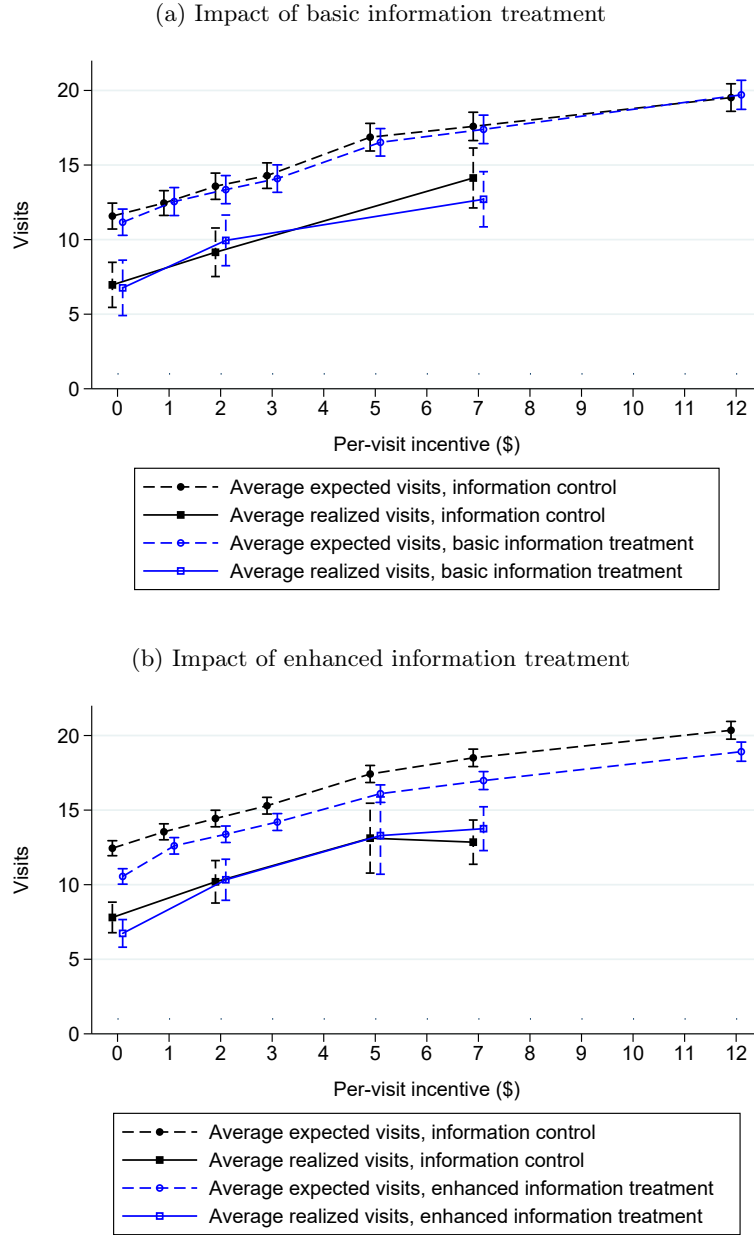 (a) Impact of basic information treatment
20
15
10
5
0
Visits
0 1 2 3 4 5 6 7 8 9 10 11 12
Per-visit incentive ($)
Average expected visits, information control
Average realized visits, information control
Average expected visits, basic information treatment
Average realized visits, basic information treatment
(b) Impact of enhanced information treatment
20
15
10
5
0
Visits
0 1 2 3 4 5 6 7 8 9 10 11 12
Per-visit incentive ($)
Average expected visits, information control
Average realized visits, information control
Average expected visits, enhanced information treatment
Average realized visits, enhanced information treatment